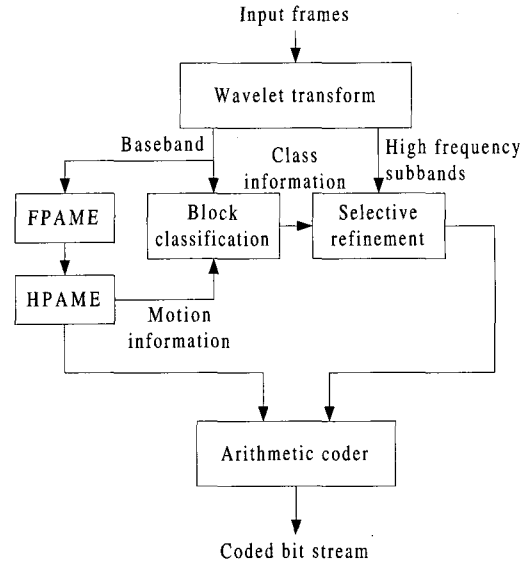 Input frames
Wavelet transform
Baseband
Class
information
High frequency
subbands
FPAME
Block
classification
Selective
refinement
HPAME
Motion
information
Arithmetic coder
Coded bit stream